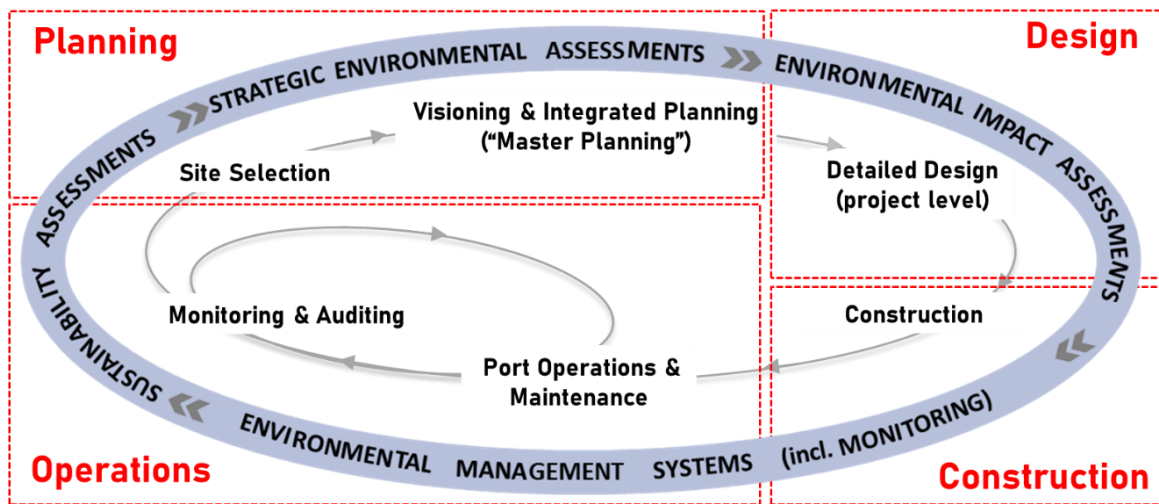 Planning
Design
SUSTAINABILITY ASSESSMENTS
STRATEGIC ENVIRONMENTAL ASSESSMENTS
ENVIRONMENTAL IMPACT ASSESSMENTS
Visioning & Integrated Planning
(“Master Planning”)
Site Selection
Detailed Design
(project level)
Monitoring & Auditing
Construction
Port Operations &
Maintenance
ENVIRONMENTAL MANAGEMENT SYSTEMS (incl. MONITORING)
Operations
Construction